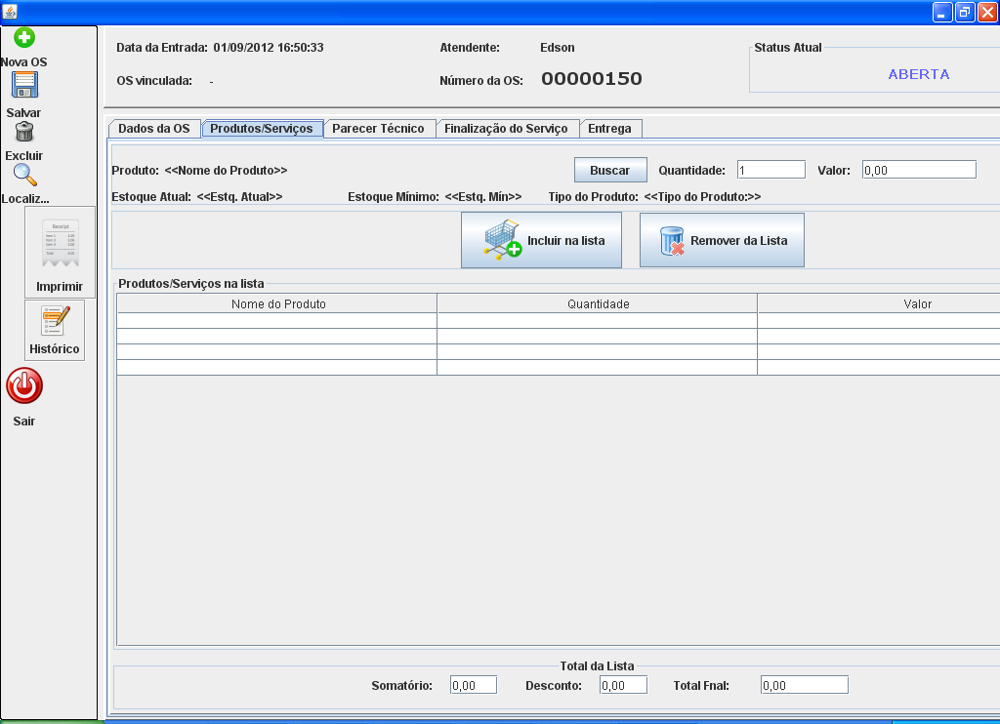 Nova OS
Salvar
Excluir
Localiz...
Receipt
Imprimir
Histórico
Sair
Data da Entrada: 01/09/2012 16:50:33
Atendente: Edson
Status Atual
OS vinculada: -
Número da OS: 00000150
ABERTA
Dados da OS Produtos/Serviços Parecer Técnico Finalização do Serviço Entrega
Produto: <<Nome do Produto>> Buscar Quantidade: 1 Valor: 0,00
Estoque Atual: <<Estq. Atual>> Estoque Mínimo: <<Estq. Mín>> Tipo do Produto: <<Tipo do Produto:>>
Incluir na lista Remover da Lista
Produtos/Serviços na lista
Nome do Produto Quantidade Valor
Total da Lista
Somatório: 0,00 Desconto: 0,00 Total Fnal: 0,00